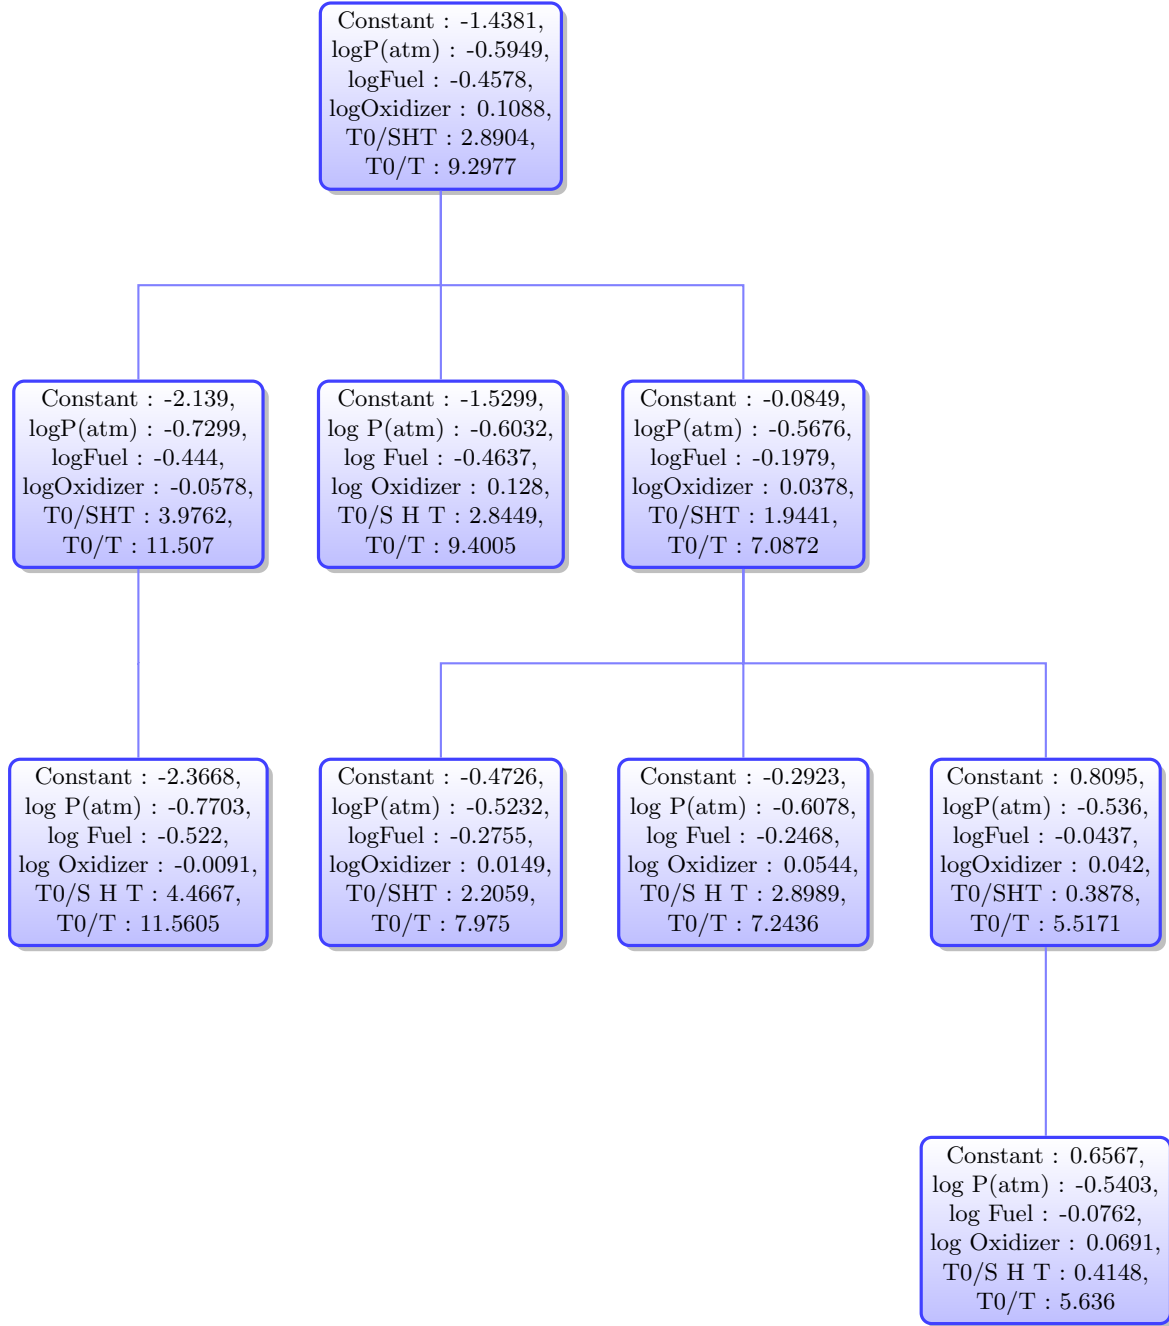 Constant : -1.4381,
logP(atm) : -0.5949,
logFuel : -0.4578,
logOxidizer : 0.1088,
T0/SHT : 2.8904,
T0/T : 9.2977
Constant : -2.139,
logP(atm) : -0.7299,
logFuel : -0.444,
logOxidizer : -0.0578,
T0/SHT : 3.9762,
T0/T : 11.507
Constant : -1.5299,
log P(atm) : -0.6032,
log Fuel : -0.4637,
log Oxidizer : 0.128,
T0/S H T : 2.8449,
T0/T : 9.4005
Constant : -0.0849,
logP(atm) : -0.5676,
logFuel : -0.1979,
logOxidizer : 0.0378,
T0/SHT : 1.9441,
T0/T : 7.0872
Constant : -2.3668,
log P(atm) : -0.7703,
log Fuel : -0.522,
log Oxidizer : -0.0091,
T0/S H T : 4.4667,
T0/T : 11.5605
Constant : -0.4726,
logP(atm) : -0.5232,
logFuel : -0.2755,
logOxidizer : 0.0149,
T0/SHT : 2.2059,
T0/T : 7.975
Constant : -0.2923,
log P(atm) : -0.6078,
log Fuel : -0.2468,
log Oxidizer : 0.0544,
T0/S H T : 2.8989,
T0/T : 7.2436
Constant : 0.8095,
logP(atm) : -0.536,
logFuel : -0.0437,
logOxidizer : 0.042,
T0/SHT : 0.3878,
T0/T : 5.5171
Constant : 0.6567,
log P(atm) : -0.5403,
log Fuel : -0.0762,
log Oxidizer : 0.0691,
T0/S H T : 0.4148,
T0/T : 5.636